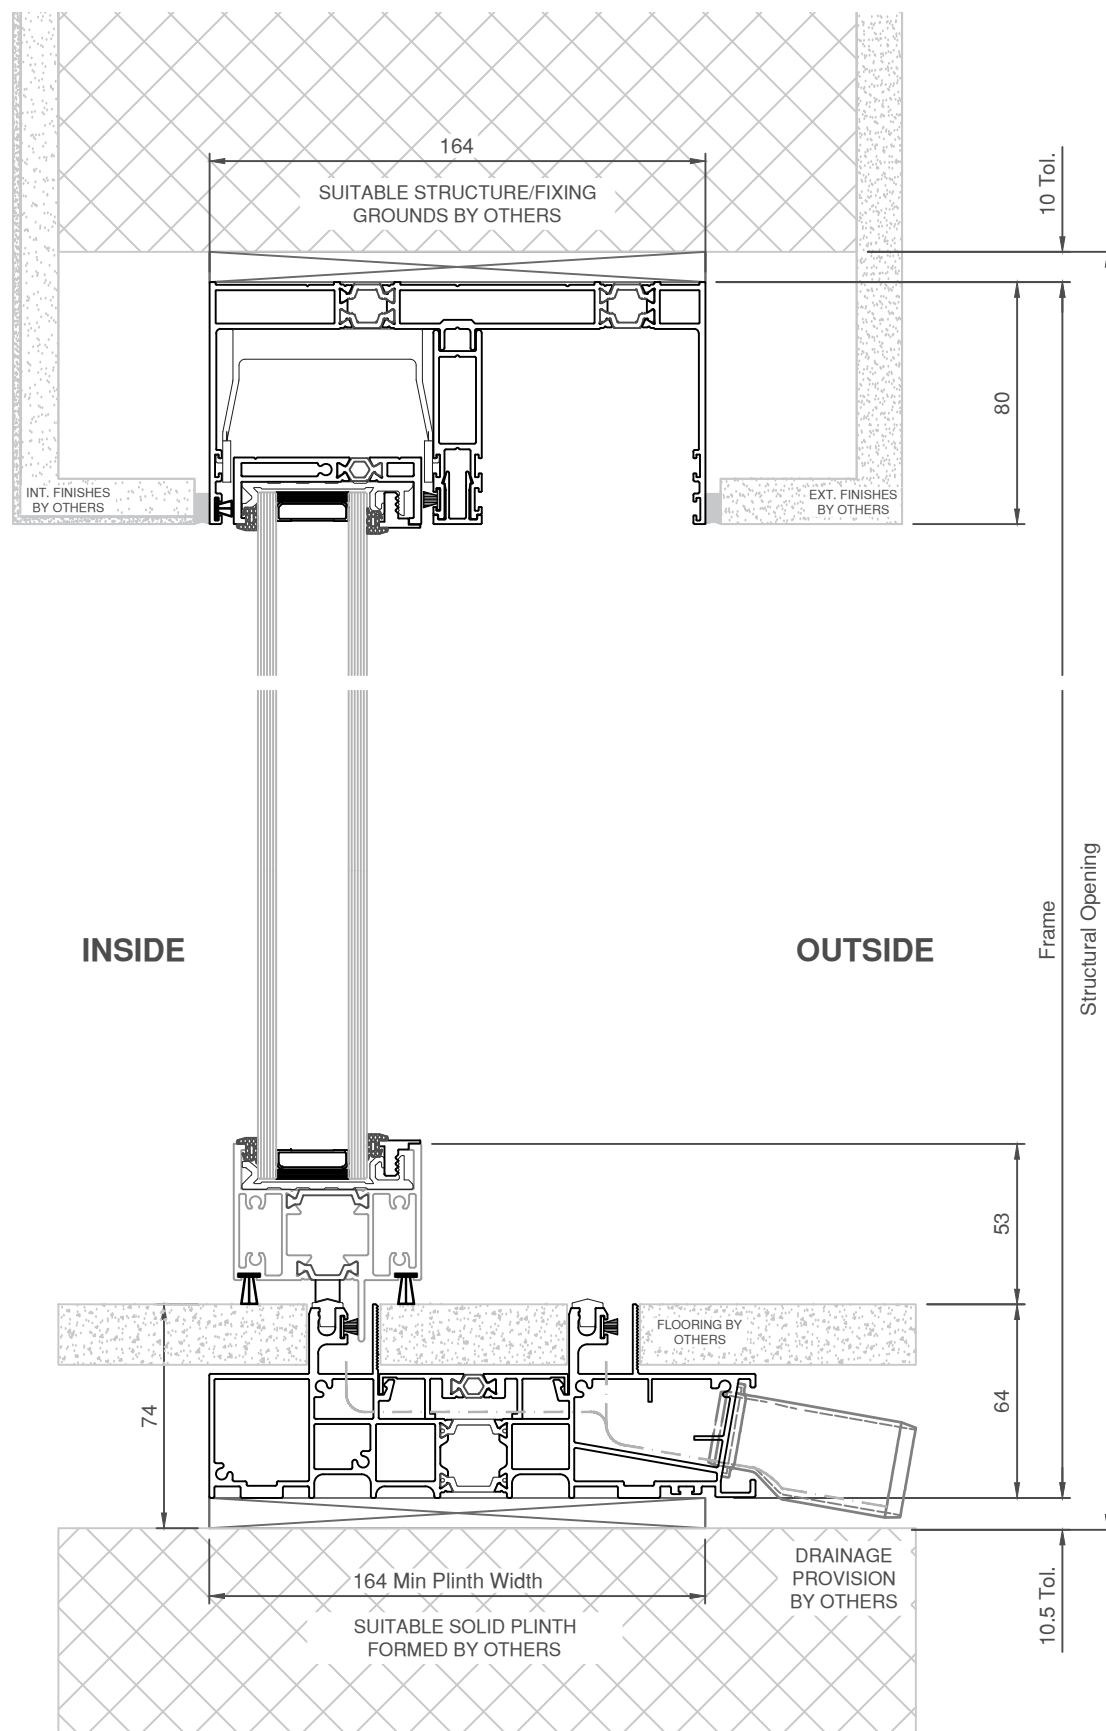 164
SUITABLE STRUCTURE/FIXING
GROUNDS BY OTHERS
10 Tol.
80
INT. FINISHES
BY OTHERS
EXT. FINISHES
BY OTHERS
INSIDE
OUTSIDE
Frame
Structural Opening
53
FLOORING BY
OTHERS
74
64
164 Min Plinth Width
SUITABLE SOLID PLINTH
FORMED BY OTHERS
DRAINAGE
PROVISION
BY OTHERS
10.5 Tol.